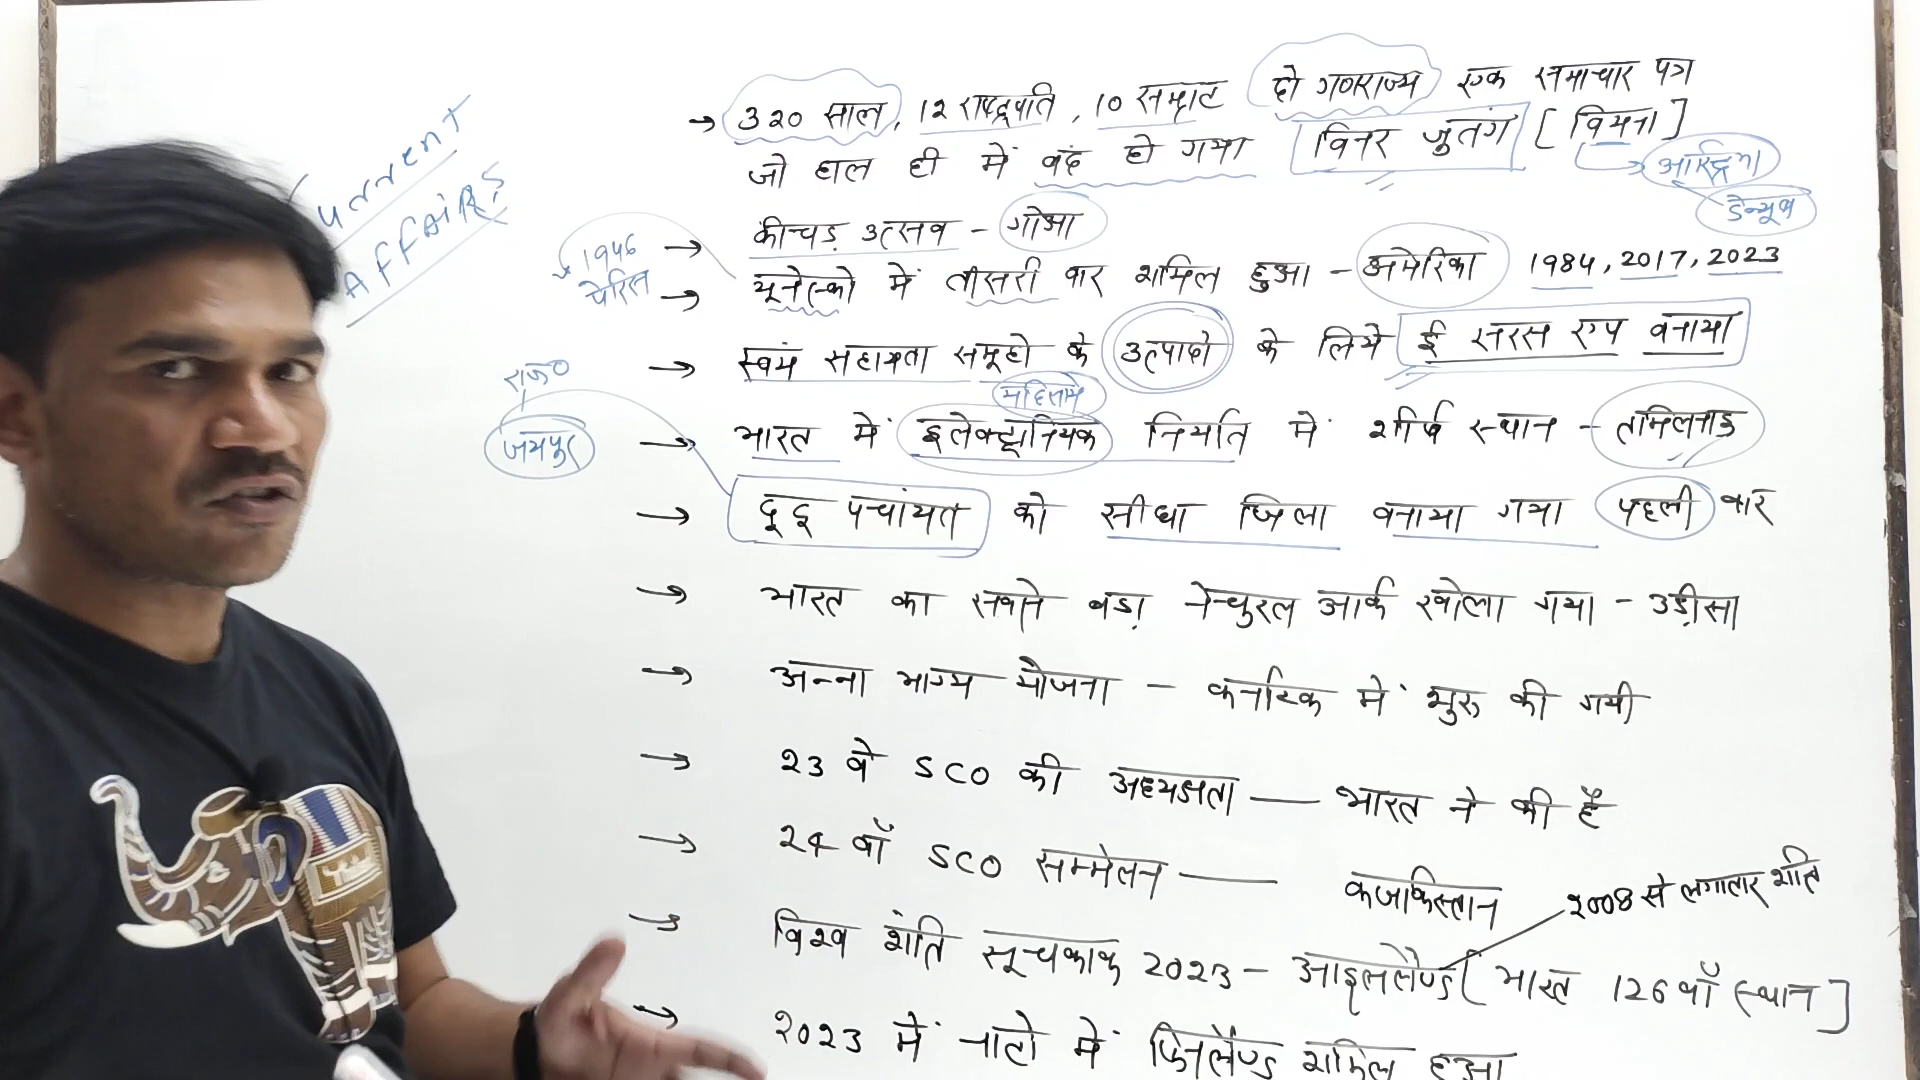 Current
Affairs
→ 320 साल, 12 राष्ट्रपति, 10 सम्राट दो गणराज्य एक समाचार पत्र
जो हाल ही में बंद हो गया विनर जुतंग [वियना]
आस्ट्रिया
डेन्यूब
→ कीचड़ उत्सव - गोआ
1946
पेरिस
→ यूनेस्को में तीसरी बार शामिल हुआ - अमेरिका 1984, 2017, 2023
→ स्वयं सहायता समूहो के उत्पादो के लिये ई सरस एप बनाया
महिलाये
→ भारत में इलेक्ट्रानियक निर्यात में शीर्ष स्थान - तमिलनाडु
राज०
जयपुर
→ दूदू पंचायत को सीधा जिला बनाया गया पहली बार
→ भारत का सबसे बड़ा नेन्चुरल आर्क खोला गया - उड़ीसा
→ अन्ना भाग्य योजना - कर्नाटक में शुरु की गयी
→ 23 वे SCO की अध्यक्षता — भारत ने की है
→ 24 वाँ SCO सम्मेलन — कजाकिस्तान
2008 से लगातार शांति
→ विश्व शंति सूचकाक 2023 - आइसलैण्ड [भारत 126 वाँ स्थान]
→ 2023 में नाटो में फिनलैण्ड शामिल हुआ